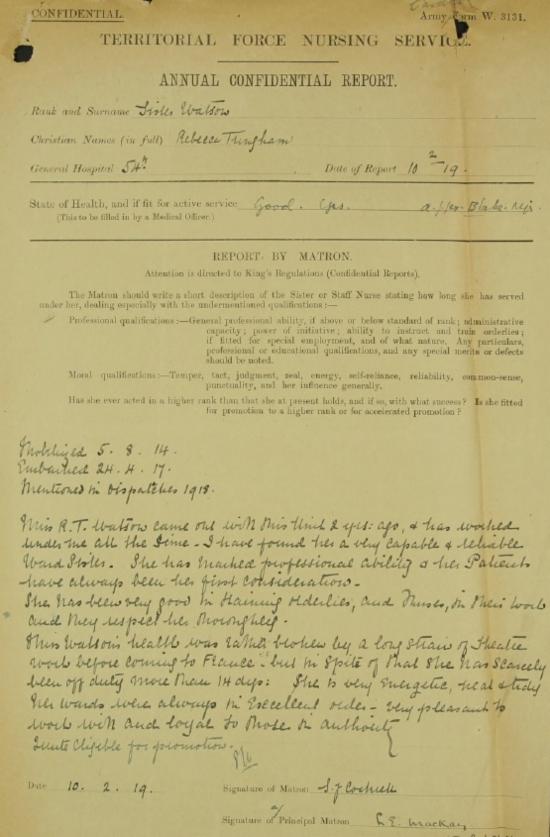 CONFIDENTIAL.
Army Form W. 3131.
TERRITORIAL FORCE NURSING SERVICE.
ANNUAL CONFIDENTIAL REPORT.
Rank and Surname Sister Watson
Christian Names (in full) Rebecca
General Hospital 54th Date of Report 10 2 19.
State of Health, and if fit for active service Good. Yes.
(This to be filled in by a Medical Officer.)
REPORT BY MATRON.
Attention is directed to King's Regulations (Confidential Reports).
The Matron should write a short description of the Sister or Staff Nurse stating how long she has served
under her, dealing especially with the undermentioned qualifications :—
Professional qualifications :—General professional ability, if above or below standard of rank; administrative
capacity; power of initiative; ability to instruct and train orderlies;
if fitted for special employment, and of what nature. Any particulars,
professional or educational qualifications, and any special merits or defects
should be noted.
Moral qualifications :—Temper, tact, judgment, zeal, energy, self-reliance, reliability, common-sense,
punctuality, and her influence generally.
Has she ever acted in a higher rank than that she at present holds, and if so, with what success? Is she fitted
for promotion to a higher rank or for accelerated promotion?
Mobilized 5. 8. 14.
Embarked 24. 4. 17.
Mentioned in Dispatches 1918.
Miss R. T. Watson came out with this Unit 2 yrs: ago, & has worked
under me all the time - I have found her a very capable & reliable
Ward Sister. She has marked professional ability & her Patients
have always been her first consideration.
She has been very good in training orderlies, and Nurses, in their work
and they respect her thoroughly.
Miss Watson's health was rather broken by a long strain of Theatre
work before coming to France - but in spite of that she has scarcely
been off duty more than 14 days: She is very energetic, neat & tidy
her wards were always in Excellent order - very pleasant to
work with and loyal to those in authority
Quite Eligible for promotion.
Date 10. 2. 19. Signature of Matron
Signature of Principal Matron Mackay